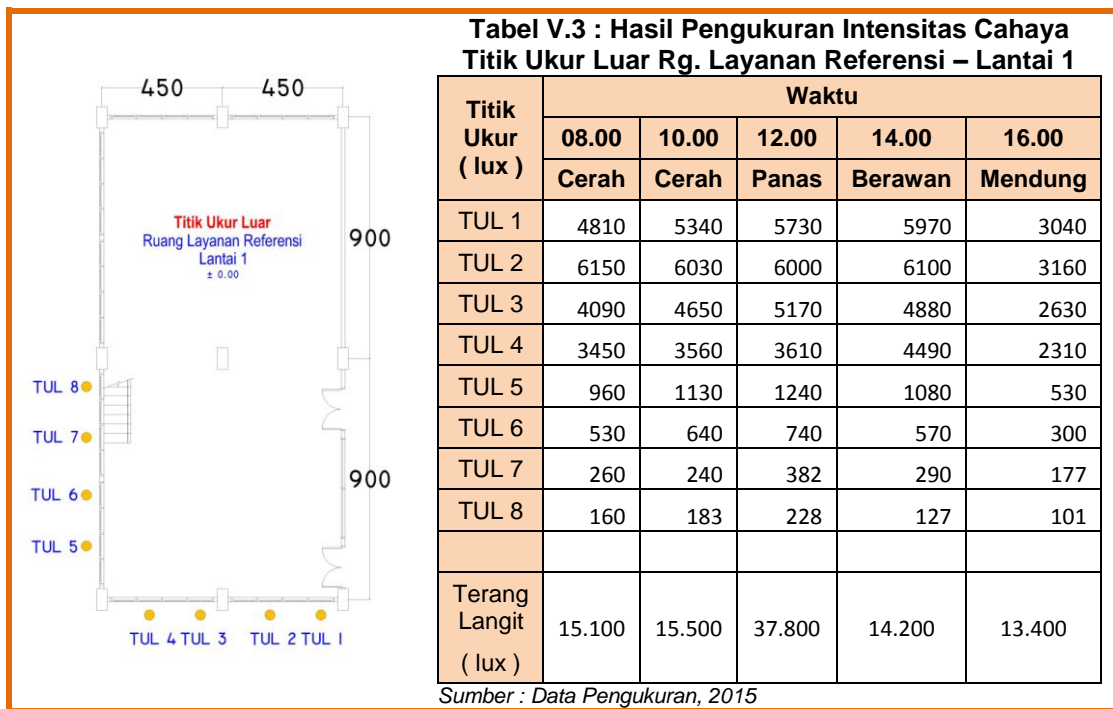 450
450
Titik Ukur Luar
Ruang Layanan Referensi
Lantai 1
± 0.00
900
TUL 8
TUL 7
TUL 6
TUL 5
900
TUL 4 TUL 3 TUL 2 TUL 1
Tabel V.3 : Hasil Pengukuran Intensitas Cahaya
Titik Ukur Luar Rg. Layanan Referensi – Lantai 1
Titik Ukur ( lux ) Waktu
08.00 10.00 12.00 14.00 16.00
Cerah Cerah Panas Berawan Mendung
TUL 1 4810 5340 5730 5970 3040
TUL 2 6150 6030 6000 6100 3160
TUL 3 4090 4650 5170 4880 2630
TUL 4 3450 3560 3610 4490 2310
TUL 5 960 1130 1240 1080 530
TUL 6 530 640 740 570 300
TUL 7 260 240 382 290 177
TUL 8 160 183 228 127 101
Terang Langit ( lux ) 15.100 15.500 37.800 14.200 13.400
Sumber : Data Pengukuran, 2015